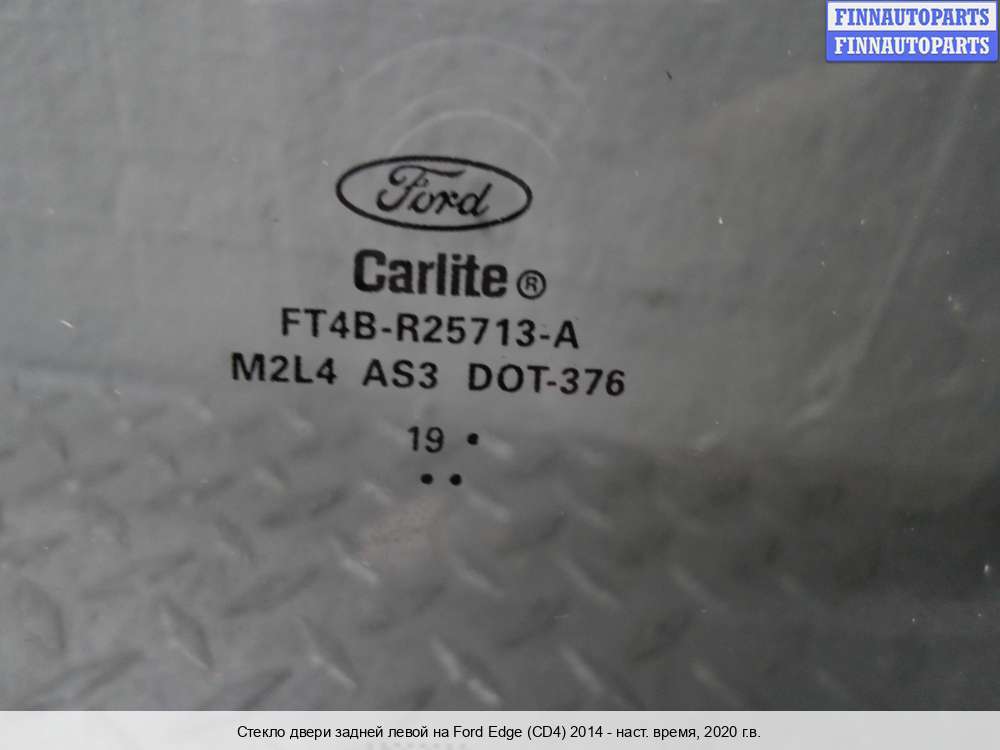 FINNAUTOPARTS
FINNAUTOPARTS
Ford
Carlite®
FT4B-R25713-A
M2L4 AS3 DOT-376
19 •
• •
Стекло двери задней левой на Ford Edge (CD4) 2014 - наст. время, 2020 г.в.